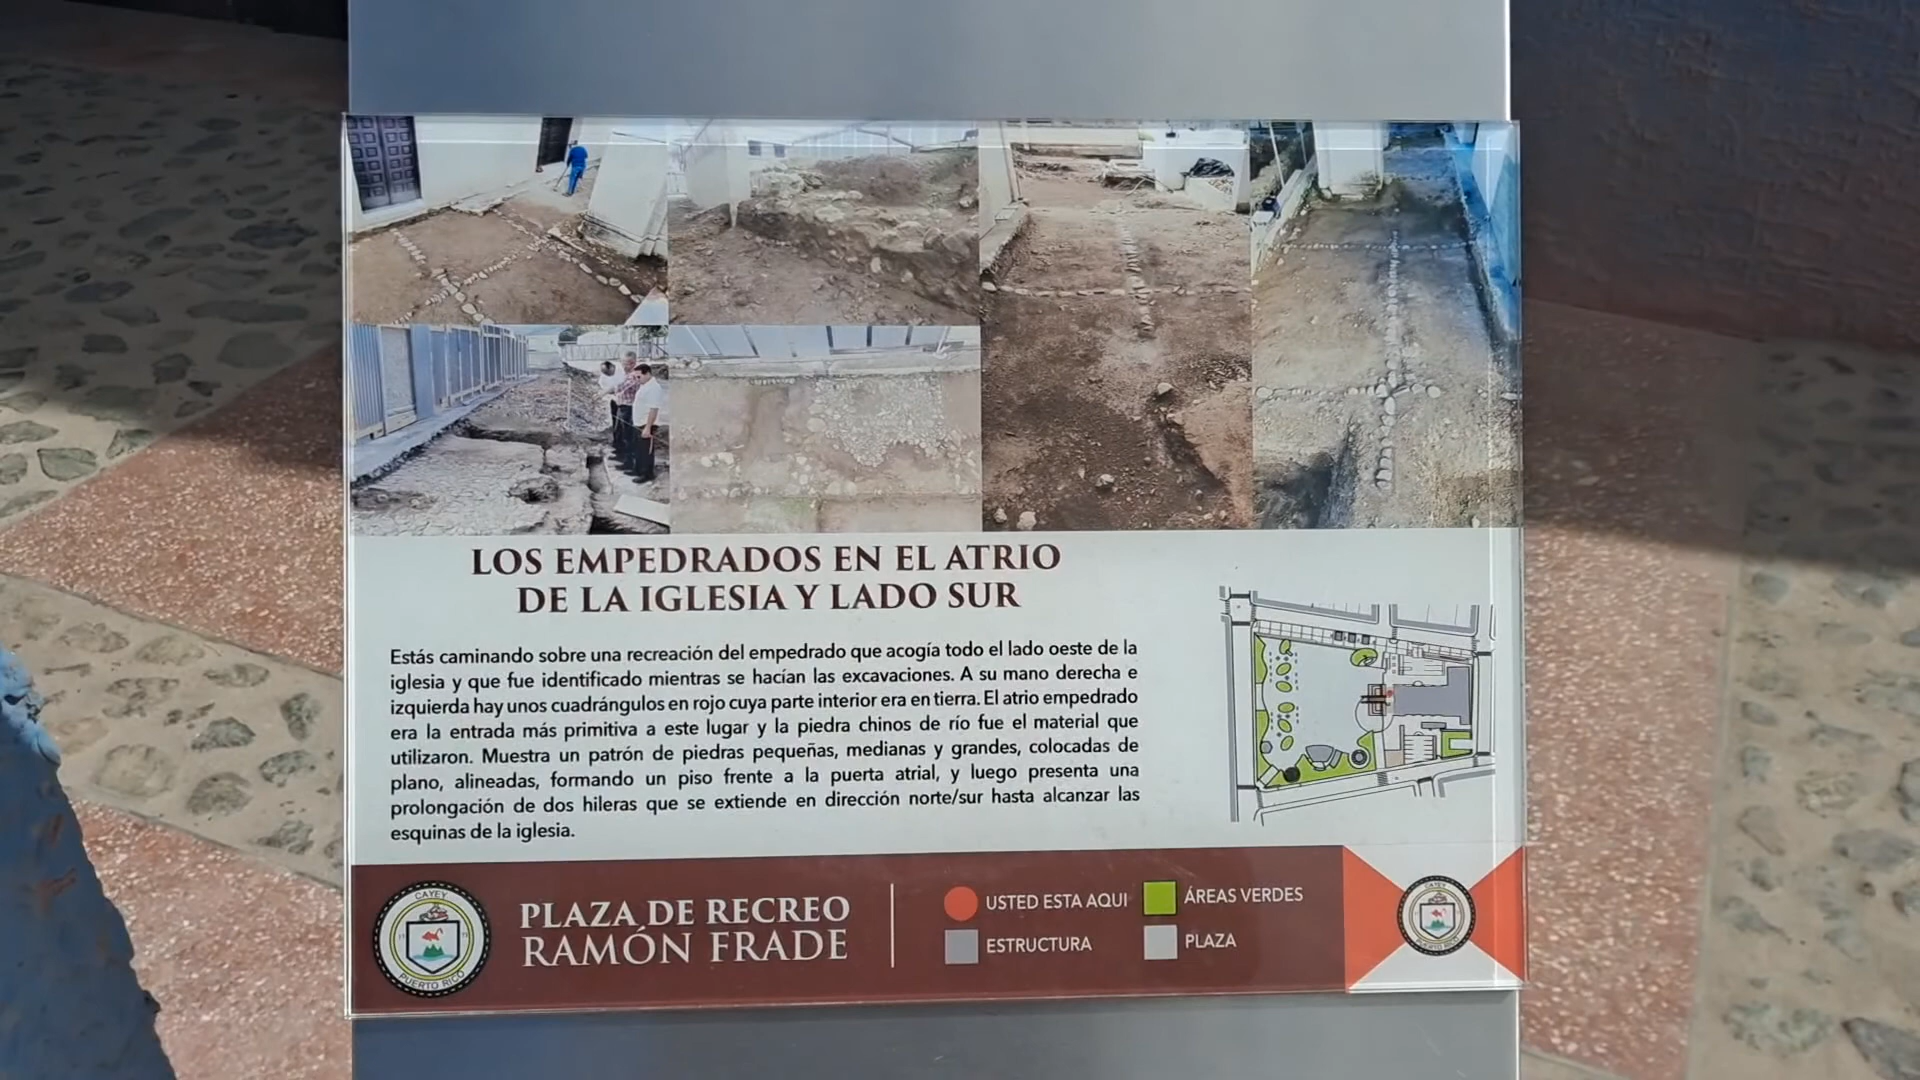 LOS EMPEDRADOS EN EL ATRIO
DE LA IGLESIA Y LADO SUR
Estás caminando sobre una recreación del empedrado que acogía todo el lado oeste de la
iglesia y que fue identificado mientras se hacían las excavaciones. A su mano derecha e
izquierda hay unos cuadrángulos en rojo cuya parte interior era en tierra. El atrio empedrado
era la entrada más primitiva a este lugar y la piedra chinos de río fue el material que
utilizaron. Muestra un patrón de piedras pequeñas, medianas y grandes, colocadas de
plano, alineadas, formando un piso frente a la puerta atrial, y luego presenta una
prolongación de dos hileras que se extiende en dirección norte/sur hasta alcanzar las
esquinas de la iglesia.
CAYEY
PUERTO RICO
PLAZA DE RECREO
RAMÓN FRADE
USTED ESTA AQUI
ÁREAS VERDES
ESTRUCTURA
PLAZA
CAYEY
PUERTO RICO